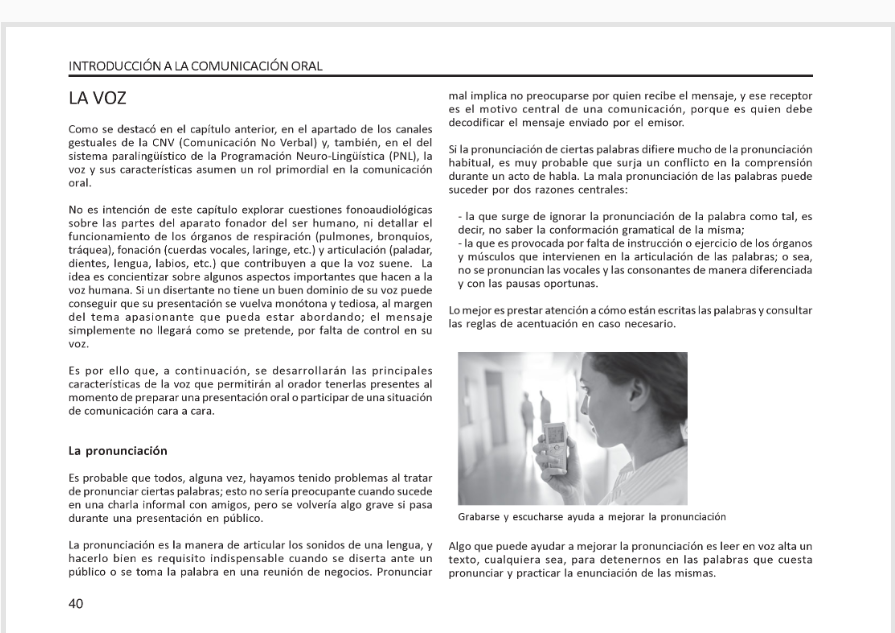 INTRODUCCIÓN A LA COMUNICACIÓN ORAL
LA VOZ
Como se destacó en el capítulo anterior, en el apartado de los canales
gestuales de la CNV (Comunicación No Verbal) y, también, en el del
sistema paralingüístico de la Programación Neuro-Lingüística (PNL), la
voz y sus características asumen un rol primordial en la comunicación
oral.
No es intención de este capítulo explorar cuestiones fonoaudiológicas
sobre las partes del aparato fonador del ser humano, ni detallar el
funcionamiento de los órganos de respiración (pulmones, bronquios,
tráquea), fonación (cuerdas vocales, laringe, etc.) y articulación (paladar,
dientes, lengua, labios, etc.) que contribuyen a que la voz suene. La
idea es concientizar sobre algunos aspectos importantes que hacen a la
voz humana. Si un disertante no tiene un buen dominio de su voz puede
conseguir que su presentación se vuelva monótona y tediosa, al margen
del tema apasionante que pueda estar abordando; el mensaje
simplemente no llegará como se pretende, por falta de control en su
voz.
Es por ello que, a continuación, se desarrollarán las principales
características de la voz que permitirán al orador tenerlas presentes al
momento de preparar una presentación oral o participar de una situación
de comunicación cara a cara.
La pronunciación
Es probable que todos, alguna vez, hayamos tenido problemas al tratar
de pronunciar ciertas palabras; esto no sería preocupante cuando sucede
en una charla informal con amigos, pero se volvería algo grave si pasa
durante una presentación en público.
La pronunciación es la manera de articular los sonidos de una lengua, y
hacerlo bien es requisito indispensable cuando se diserta ante un
público o se toma la palabra en una reunión de negocios. Pronunciar
mal implica no preocuparse por quien recibe el mensaje, y ese receptor
es el motivo central de una comunicación, porque es quien debe
decodificar el mensaje enviado por el emisor.
Si la pronunciación de ciertas palabras difiere mucho de la pronunciación
habitual, es muy probable que surja un conflicto en la comprensión
durante un acto de habla. La mala pronunciación de las palabras puede
suceder por dos razones centrales:
- la que surge de ignorar la pronunciación de la palabra como tal, es
decir, no saber la conformación gramatical de la misma;
- la que es provocada por falta de instrucción o ejercicio de los órganos
y músculos que intervienen en la articulación de las palabras; o sea,
no se pronuncian las vocales y las consonantes de manera diferenciada
y con las pausas oportunas.
Lo mejor es prestar atención a cómo están escritas las palabras y consultar
las reglas de acentuación en caso necesario.
Grabarse y escucharse ayuda a mejorar la pronunciación
Algo que puede ayudar a mejorar la pronunciación es leer en voz alta un
texto, cualquiera sea, para detenernos en las palabras que cuesta
pronunciar y practicar la enunciación de las mismas.
40